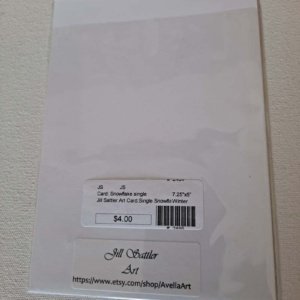 JS JS
Card: Snowflake single 7.25"x5"
Jill Sattler Art Card:Single Snowfl/Winter
$4.00
Jill Sattler
Art
https://www.etsy.com/shop/AvellaArt